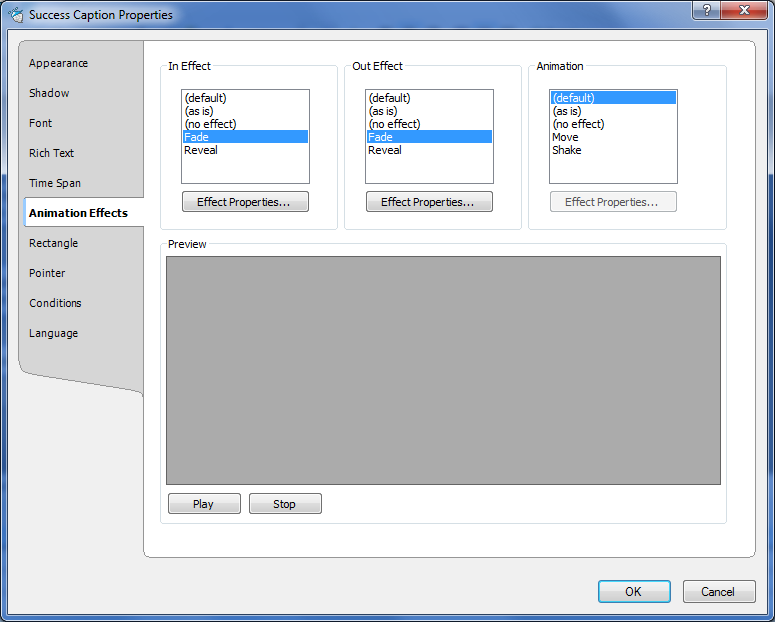 Success Caption Properties
?
Appearance
Shadow
Font
Rich Text
Time Span
Animation Effects
Rectangle
Pointer
Conditions
Language
In Effect
(default)
(as is)
(no effect)
Fade
Reveal
Effect Properties...
Out Effect
(default)
(as is)
(no effect)
Fade
Reveal
Effect Properties...
Animation
(default)
(as is)
(no effect)
Move
Shake
Effect Properties...
Preview
Play
Stop
OK
Cancel